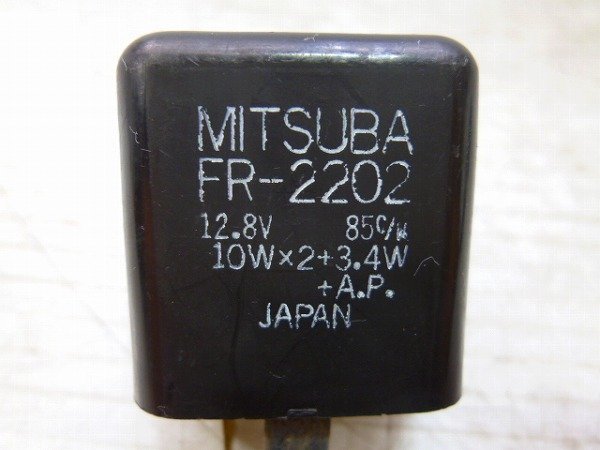 MITSUBA
FR-2202
12.8V 85c/M
10W×2+3.4W
+A.P.
JAPAN